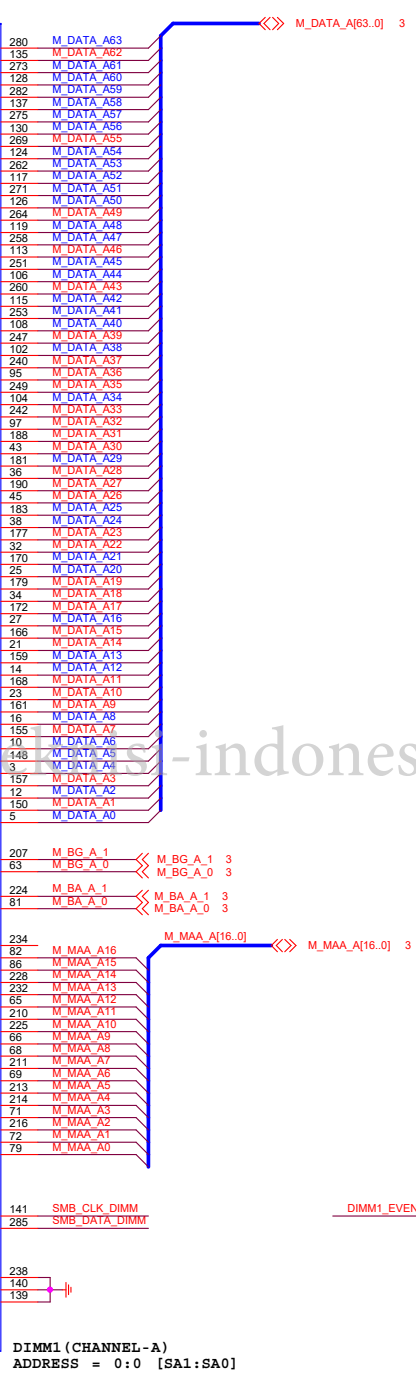 M_DATA_A[63..0] 3
280 M_DATA_A63
135 M_DATA_A62
273 M_DATA_A61
128 M_DATA_A60
282 M_DATA_A59
137 M_DATA_A58
275 M_DATA_A57
130 M_DATA_A56
269 M_DATA_A55
124 M_DATA_A54
262 M_DATA_A53
117 M_DATA_A52
271 M_DATA_A51
126 M_DATA_A50
264 M_DATA_A49
119 M_DATA_A48
258 M_DATA_A47
113 M_DATA_A46
251 M_DATA_A45
106 M_DATA_A44
260 M_DATA_A43
115 M_DATA_A42
253 M_DATA_A41
108 M_DATA_A40
247 M_DATA_A39
102 M_DATA_A38
240 M_DATA_A37
95 M_DATA_A36
249 M_DATA_A35
104 M_DATA_A34
242 M_DATA_A33
97 M_DATA_A32
188 M_DATA_A31
43 M_DATA_A30
181 M_DATA_A29
36 M_DATA_A28
190 M_DATA_A27
45 M_DATA_A26
183 M_DATA_A25
38 M_DATA_A24
177 M_DATA_A23
32 M_DATA_A22
170 M_DATA_A21
25 M_DATA_A20
179 M_DATA_A19
34 M_DATA_A18
172 M_DATA_A17
27 M_DATA_A16
166 M_DATA_A15
21 M_DATA_A14
159 M_DATA_A13
14 M_DATA_A12
168 M_DATA_A11
23 M_DATA_A10
161 M_DATA_A9
16 M_DATA_A8
155 M_DATA_A7
10 M_DATA_A6
148 M_DATA_A5
3 M_DATA_A4
157 M_DATA_A3
12 M_DATA_A2
150 M_DATA_A1
5 M_DATA_A0
si-indones
207 M_BG_A_1 M_BG_A_1 3
63 M_BG_A_0 M_BG_A_0 3
224 M_BA_A_1 M_BA_A_1 3
81 M_BA_A_0 M_BA_A_0 3
234 M_MAA_A[16..0] M_MAA_A[16..0] 3
82 M_MAA_A16
86 M_MAA_A15
228 M_MAA_A14
232 M_MAA_A13
65 M_MAA_A12
210 M_MAA_A11
225 M_MAA_A10
66 M_MAA_A9
68 M_MAA_A8
211 M_MAA_A7
69 M_MAA_A6
213 M_MAA_A5
214 M_MAA_A4
71 M_MAA_A3
216 M_MAA_A2
72 M_MAA_A1
79 M_MAA_A0
141 SMB_CLK_DIMM DIMM1_EVEN
285 SMB_DATA_DIMM
238
140
139
DIMM1(CHANNEL-A)
ADDRESS = 0:0 [SA1:SA0]